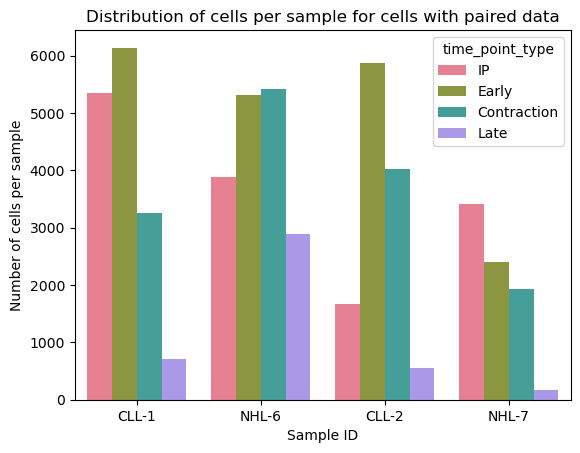 Distribution of cells per sample for cells with paired data
time_point_type
IP
Early
Contraction
Late
Number of cells per sample
6000
5000
4000
3000
2000
1000
0
CLL-1
NHL-6
CLL-2
NHL-7
Sample ID